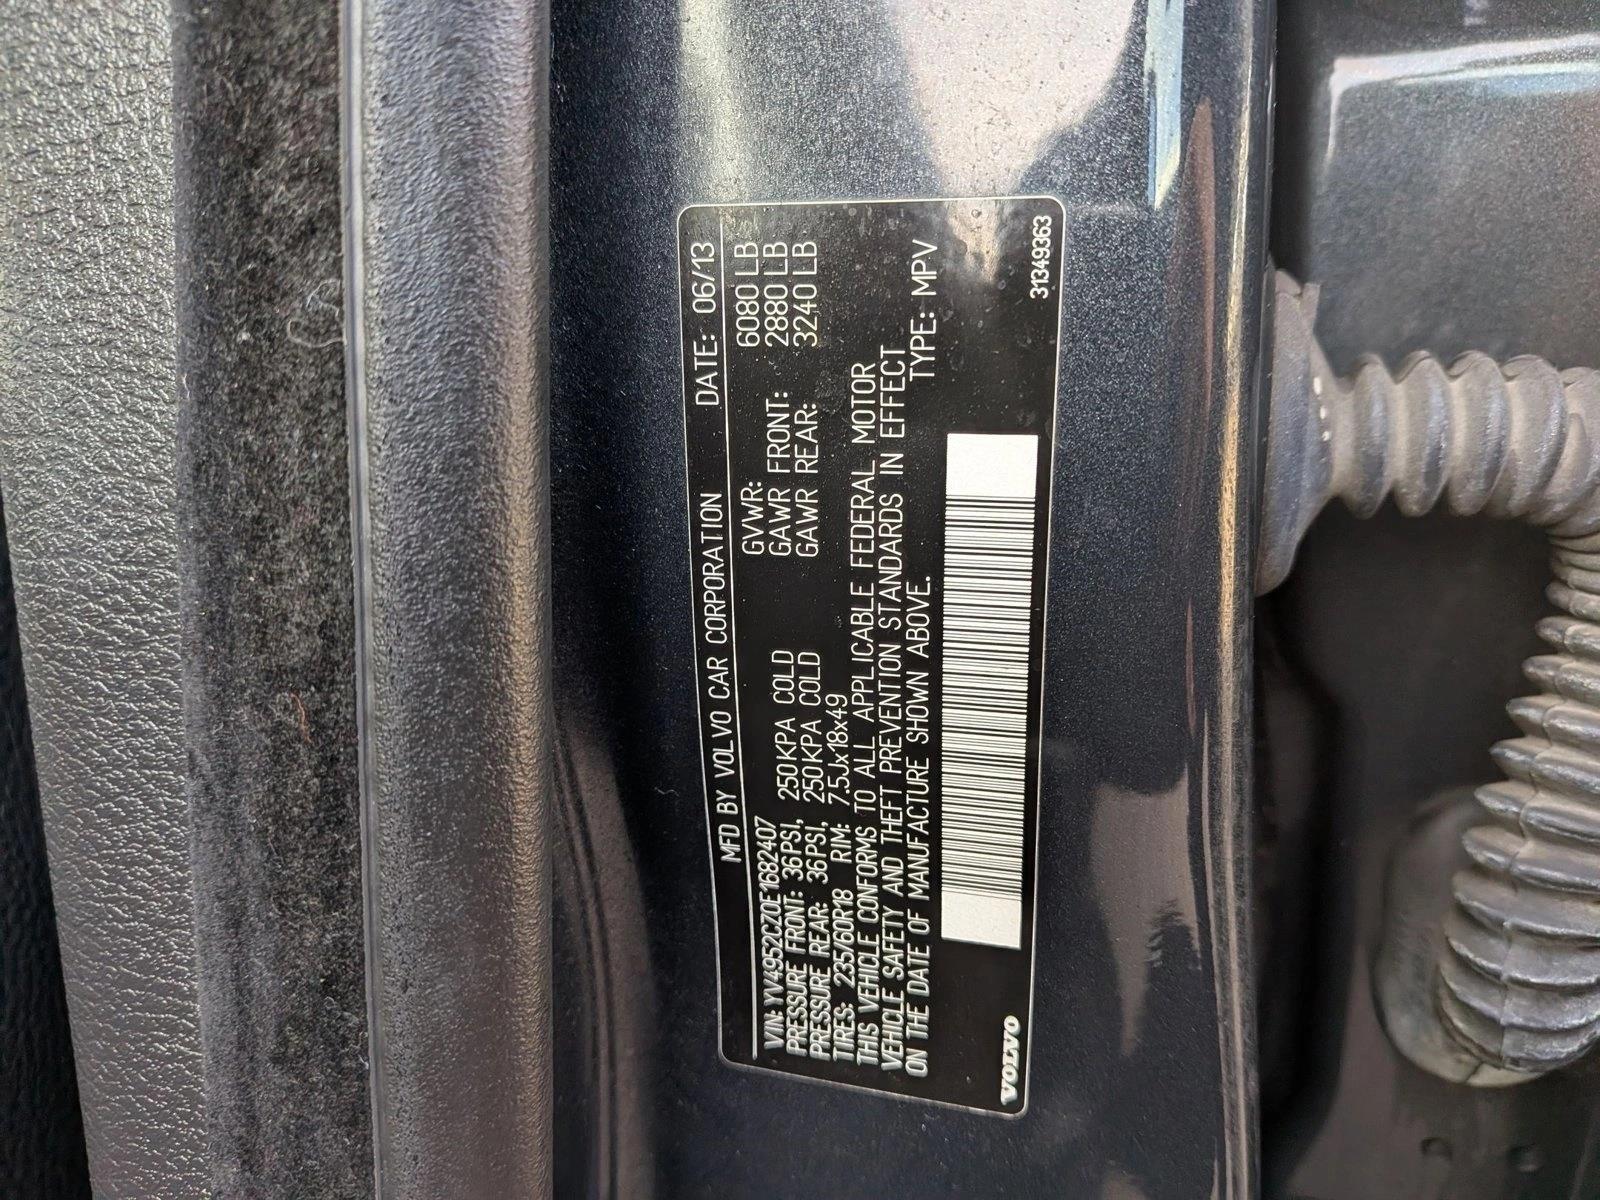 MFD BY VOLVO CAR CORPORATION DATE: 06/13
VIN: YV4952CZ0E1682407 GVWR: 6080 LB
PRESSURE FRONT: 36PSI, 250KPA COLD GAWR FRONT: 2880 LB
PRESSURE REAR: 36PSI, 250KPA COLD GAWR REAR: 3240 LB
TIRES: 235/60R18 RIM: 7.5Jx18x49
THIS VEHICLE CONFORMS TO ALL APPLICABLE FEDERAL MOTOR
VEHICLE SAFETY AND THEFT PREVENTION STANDARDS IN EFFECT
ON THE DATE OF MANUFACTURE SHOWN ABOVE. TYPE: MPV
VOLVO 31349363